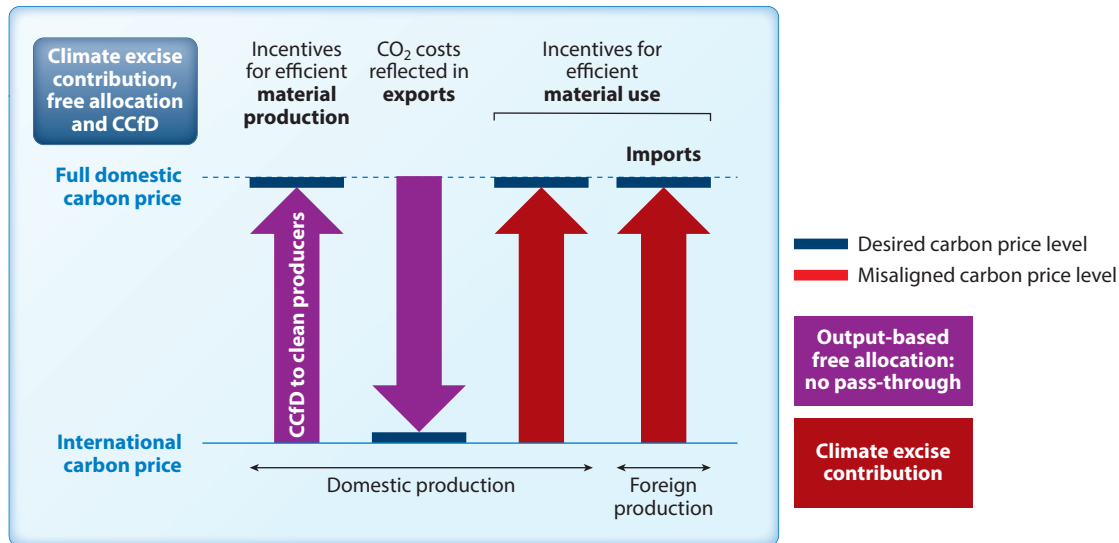 Climate excise
contribution,
free allocation
and CCfD
Incentives
for efficient
material
production
CO₂ costs
reflected in
exports
Incentives for
efficient
material use
Imports
Full domestic
carbon price
CCfD to clean producers
International
carbon price
Domestic production
Foreign
production
Desired carbon price level
Misaligned carbon price level
Output-based
free allocation:
no pass-through
Climate excise
contribution